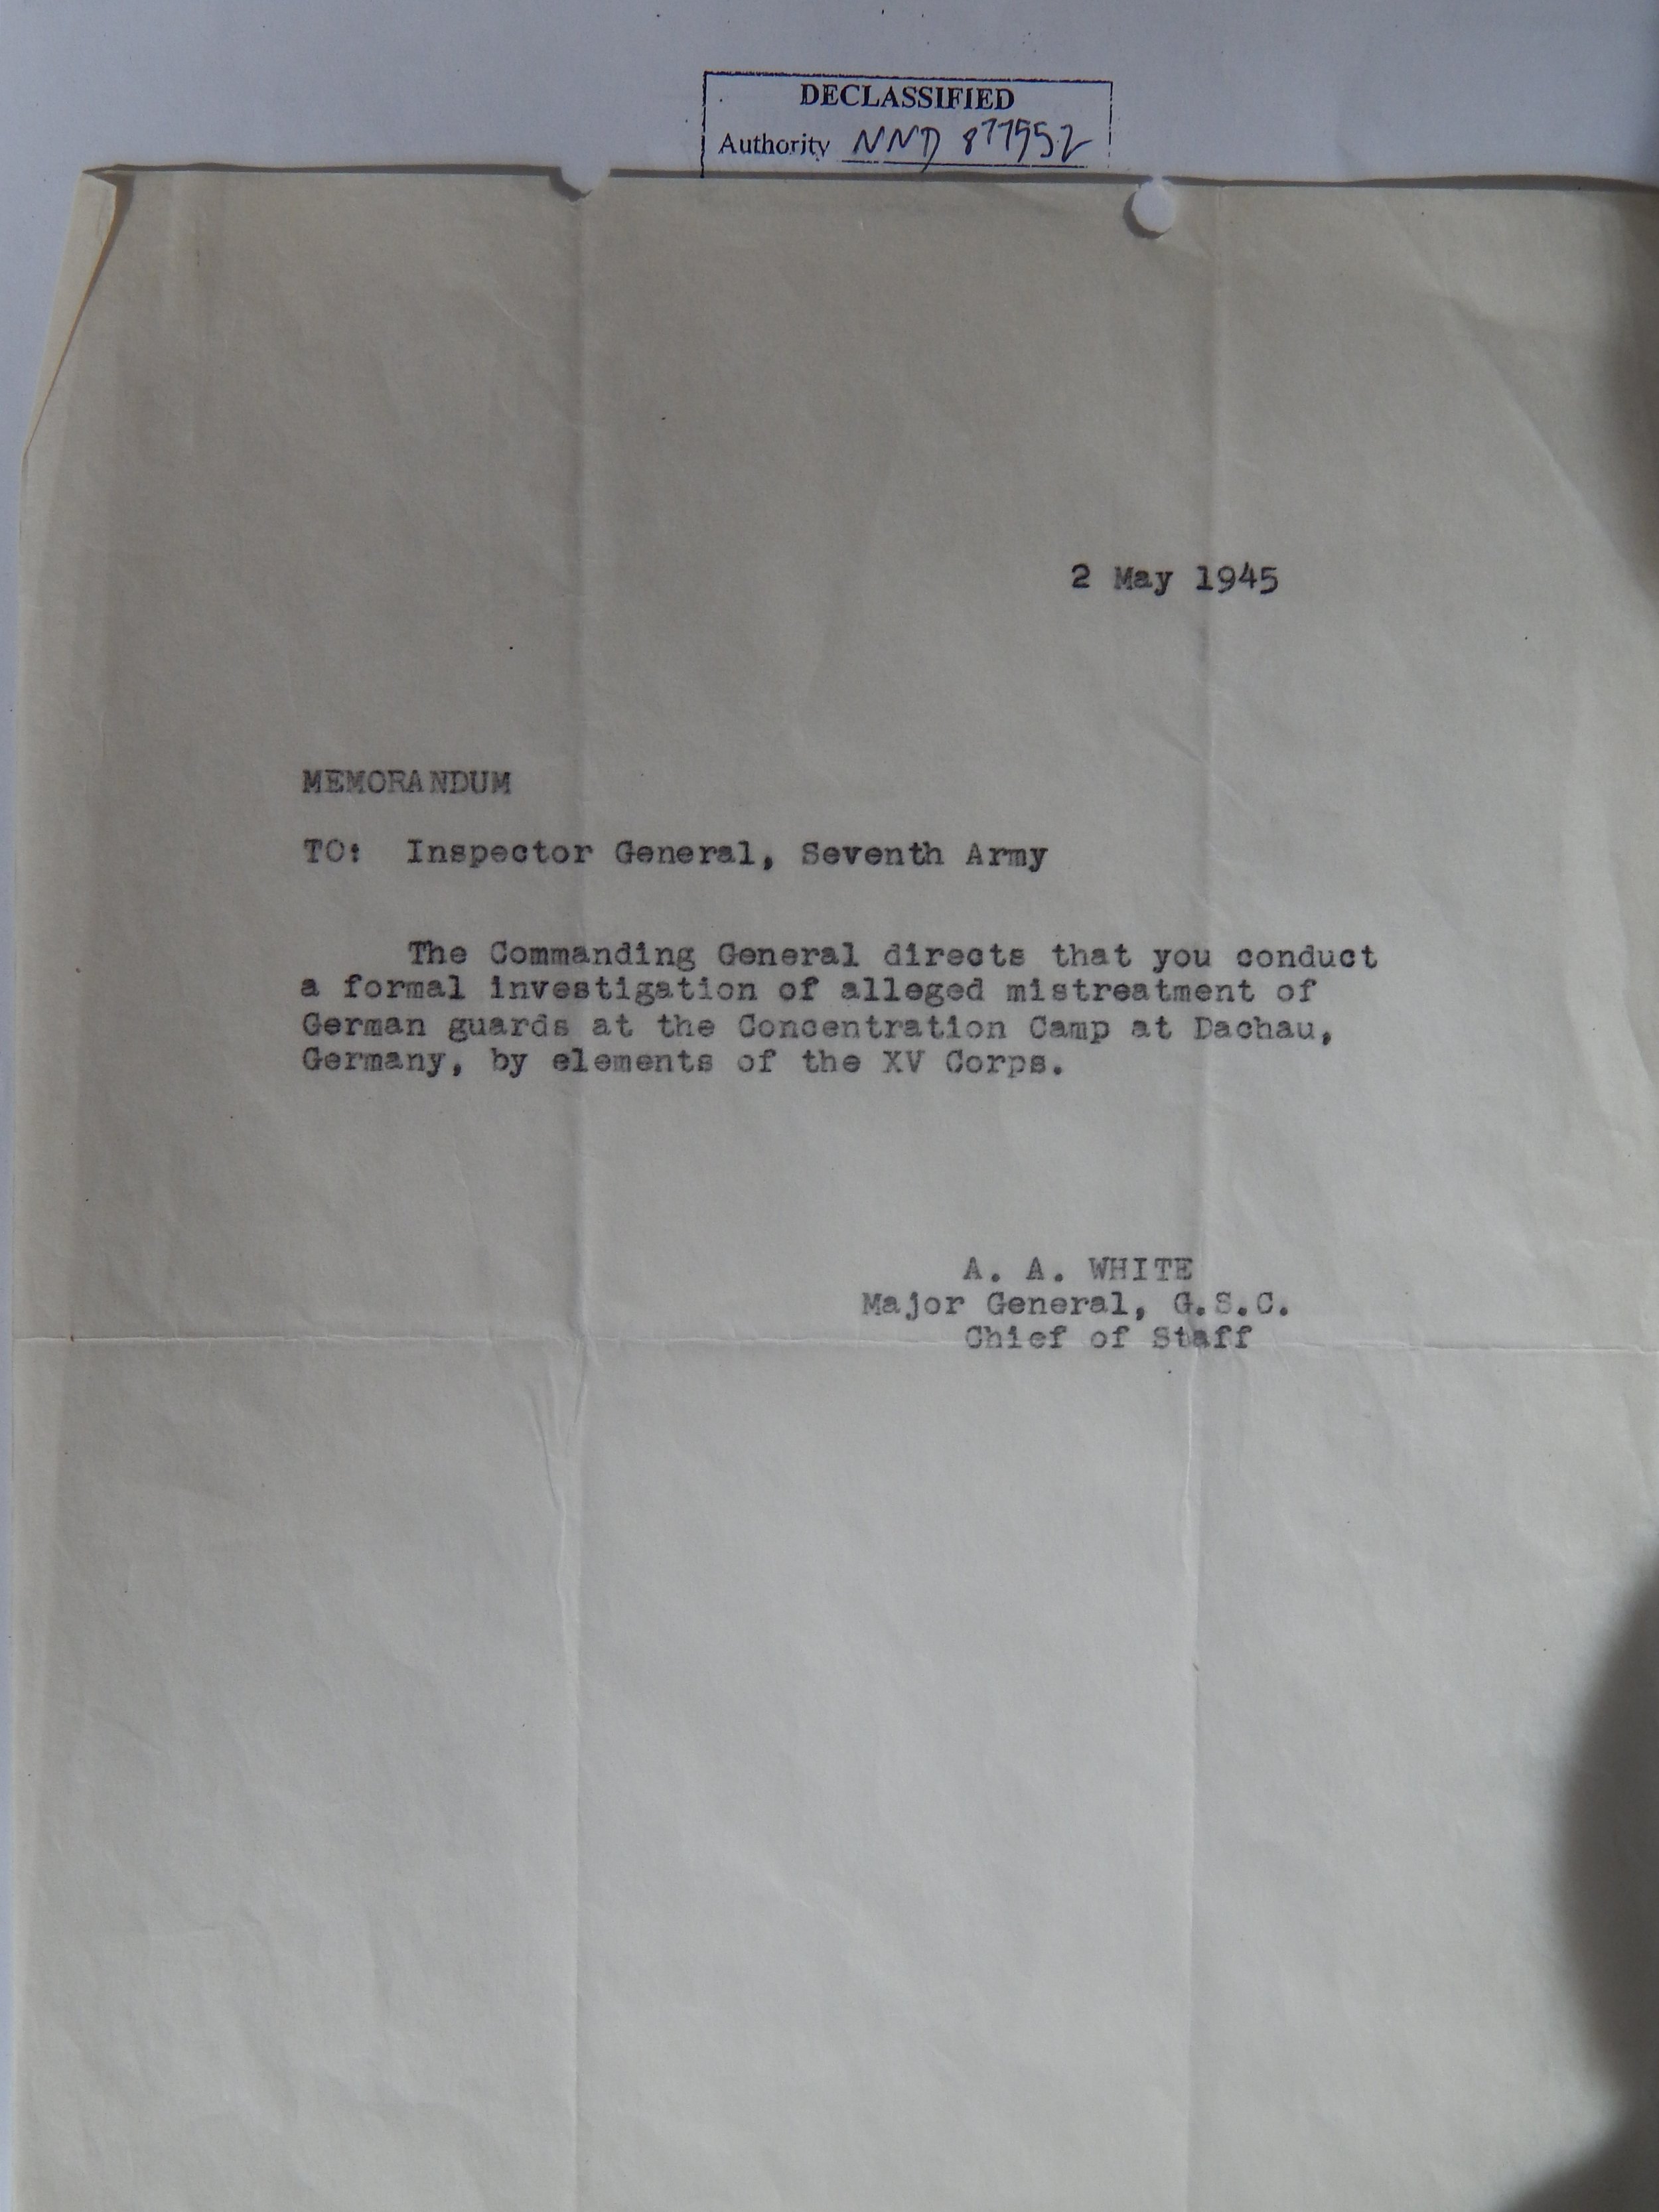 DECLASSIFIED
Authority NND 877952
2 May 1945
MEMORANDUM
TO: Inspector General, Seventh Army
The Commanding General directs that you conduct
a formal investigation of alleged mistreatment of
German guards at the Concentration Camp at Dachau,
Germany, by elements of the XV Corps.
A. A. WHITE
Major General, G.S.C.
Chief of Staff